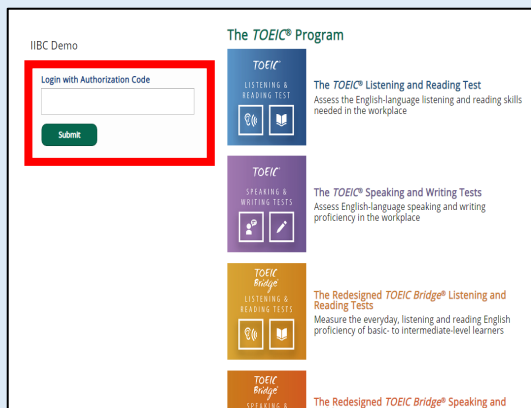 IIBC Demo
Login with Authorization Code
Submit
The TOEIC® Program
TOEIC®
LISTENING &
READING TEST
The TOEIC® Listening and Reading Test
Assess the English-language listening and reading skills
needed in the workplace
TOEIC®
SPEAKING &
WRITING TESTS
The TOEIC® Speaking and Writing Tests
Assess English-language speaking and writing
proficiency in the workplace
TOEIC
Bridge®
LISTENING &
READING TESTS
The Redesigned TOEIC Bridge® Listening and
Reading Tests
Measure the everyday, listening and reading English
proficiency of basic- to intermediate-level learners
TOEIC
Bridge®
SPEAKING &
The Redesigned TOEIC Bridge® Speaking and